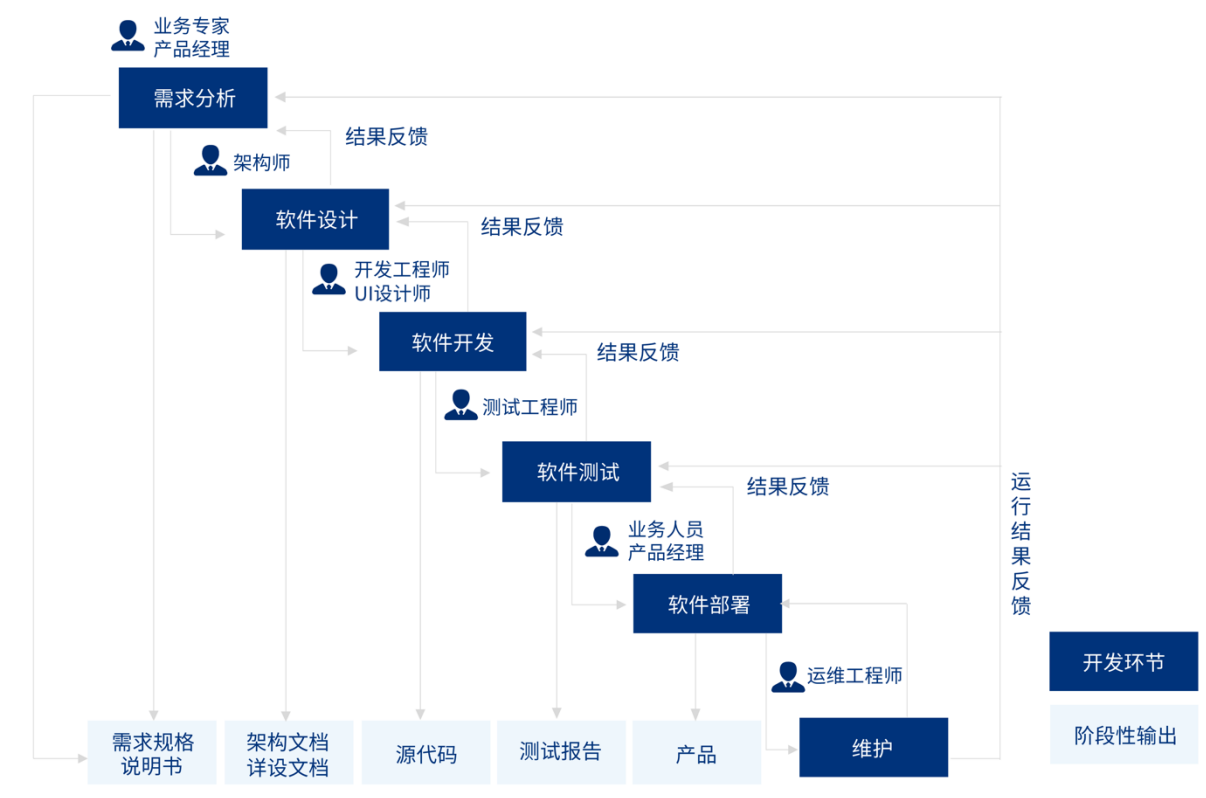 业务专家
产品经理
需求分析
结果反馈
架构师
软件设计
结果反馈
开发工程师
UI设计师
软件开发
结果反馈
测试工程师
软件测试
结果反馈
运行结果反馈
业务人员
产品经理
软件部署
运维工程师
开发环节
需求规格
说明书
架构文档
详设文档
源代码
测试报告
产品
维护
阶段性输出